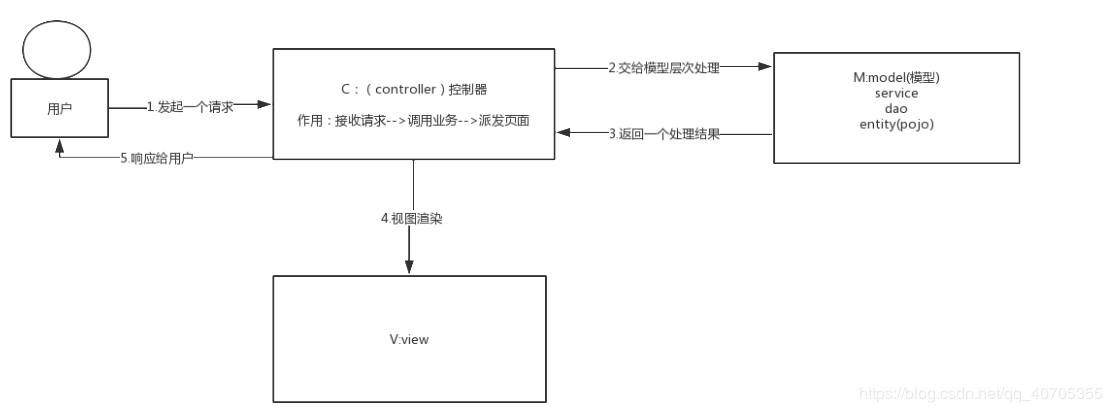 用户
1.发起一个请求
C：（controller）控制器
作用：接收请求-->调用业务-->派发页面
2.交给模型层次处理
M:model(模型)
service
dao
entity(pojo)
3.返回一个处理结果
5.响应给用户
4.视图渲染
V:view
https://blog.csdn.net/qq_40705355